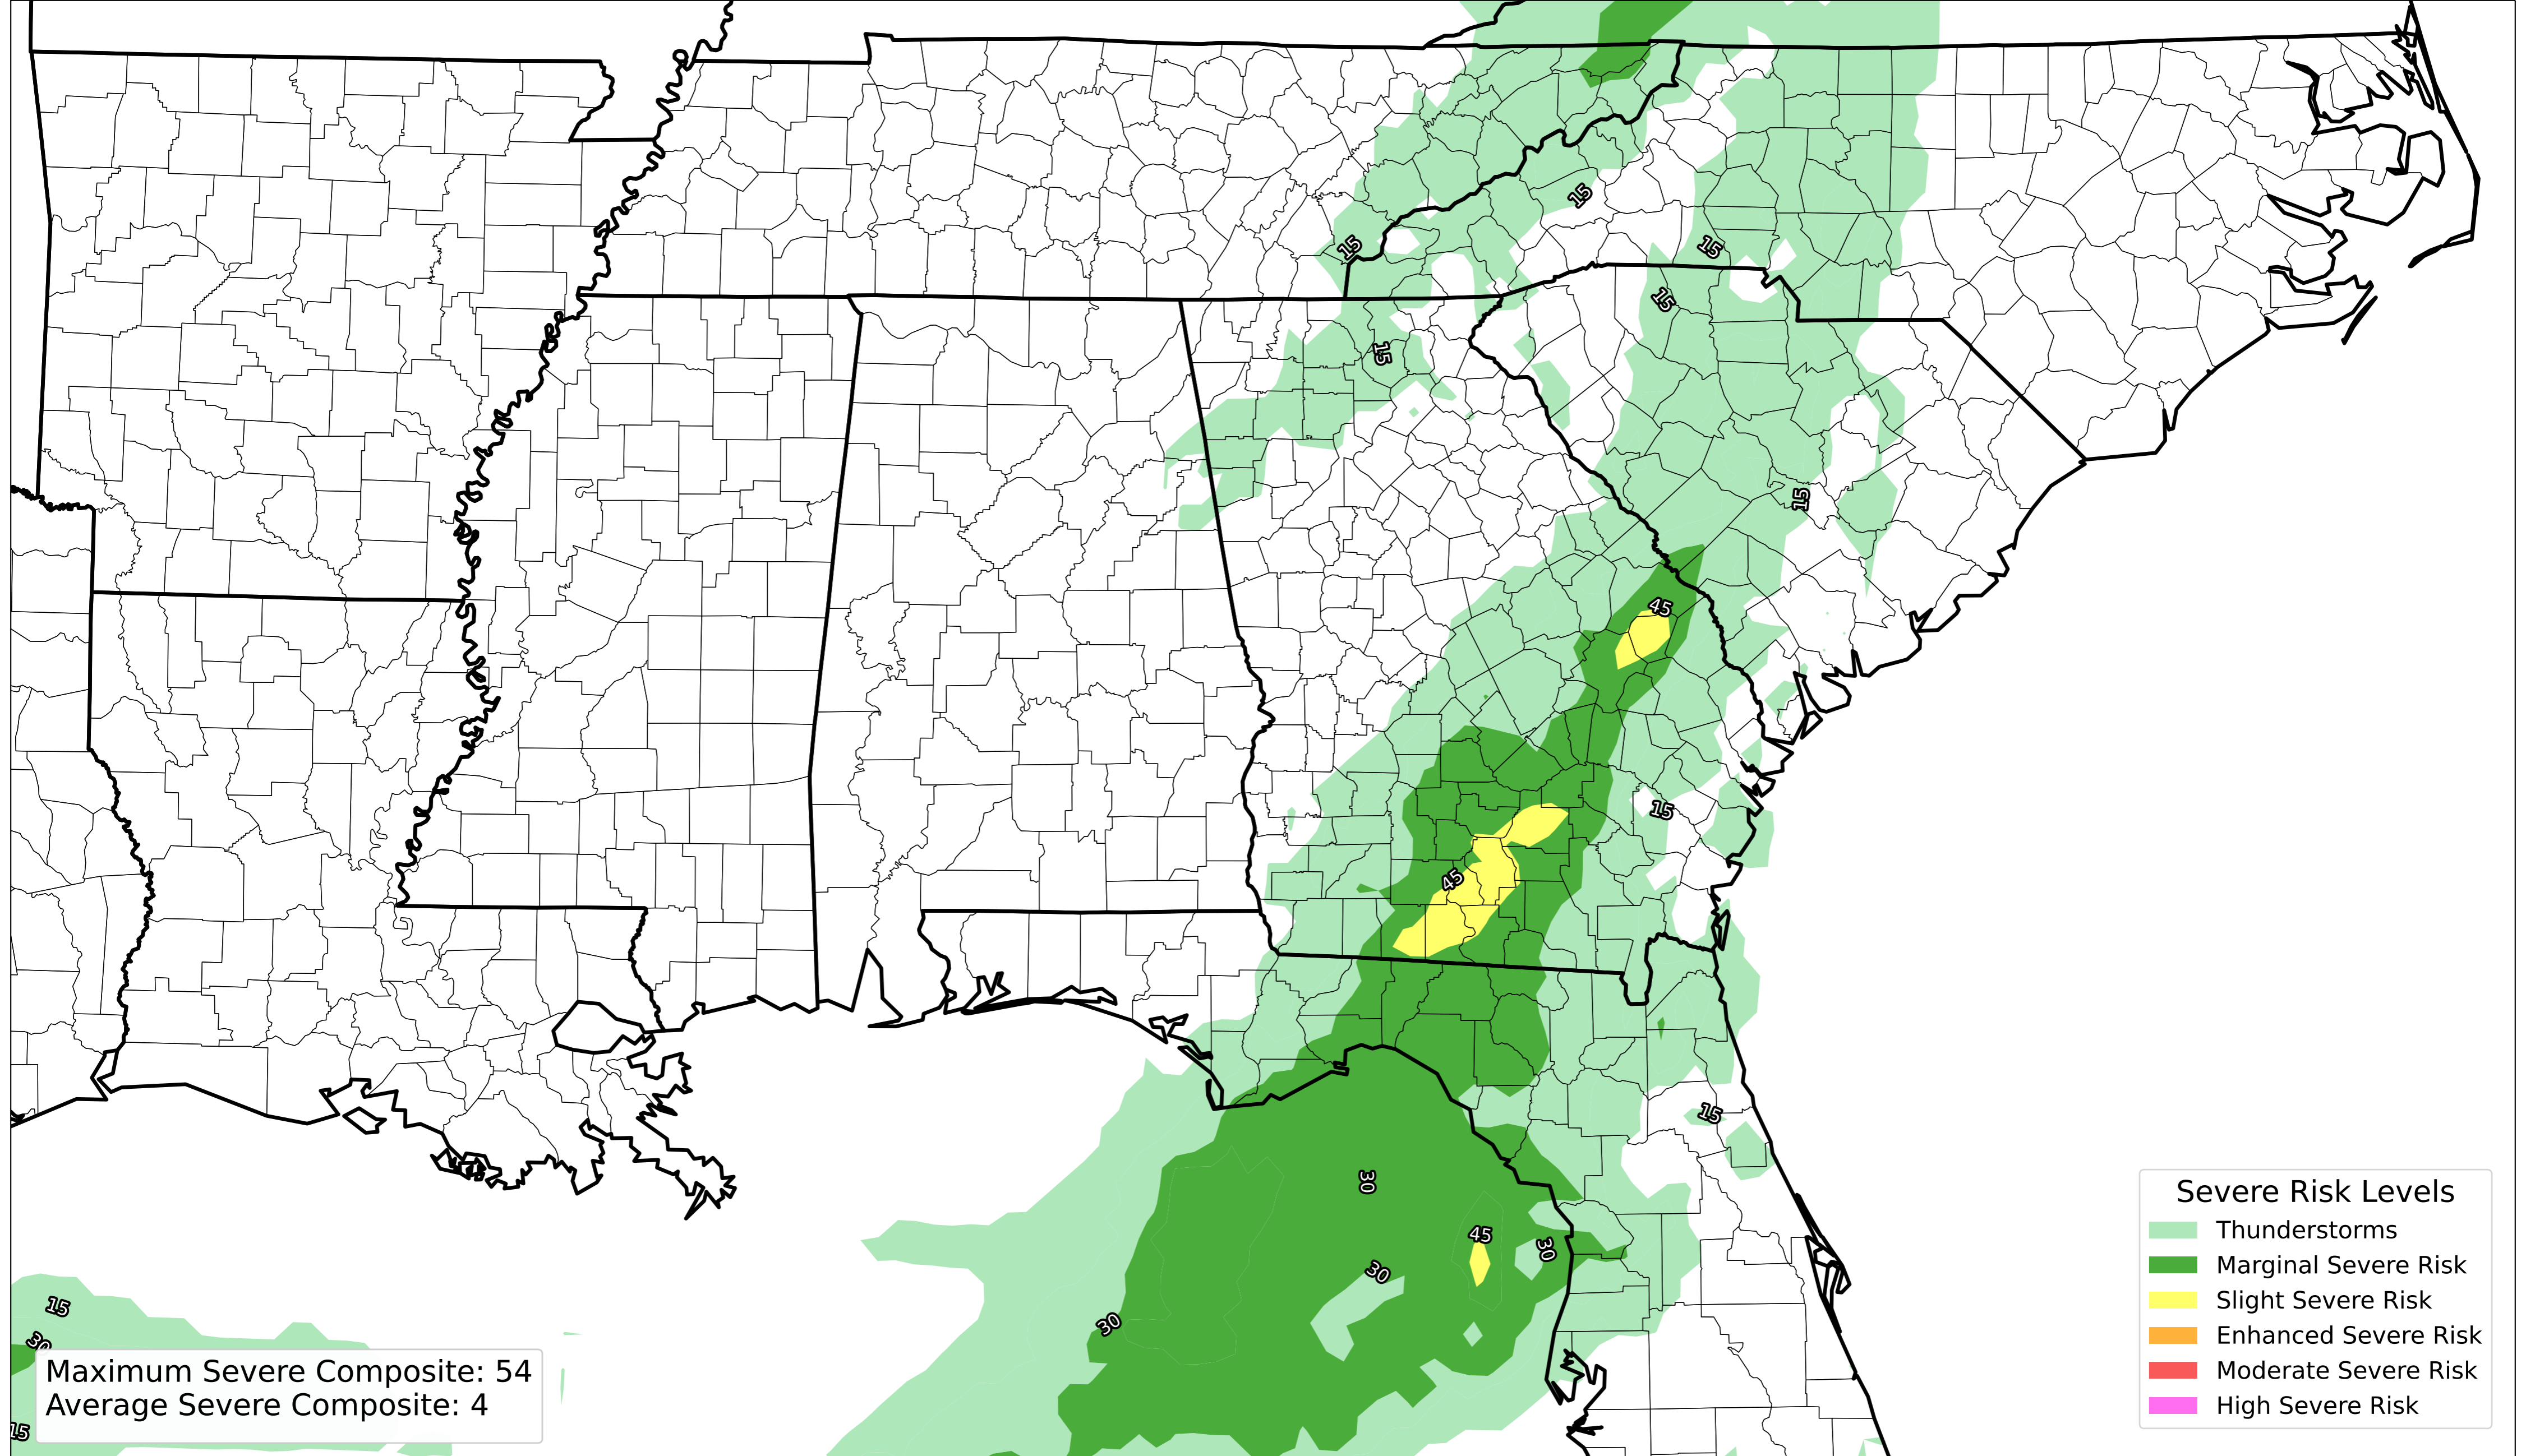 15
15
15
15
15
15
45
15
45
15
30
45
30
30
30
15
30
15
Maximum Severe Composite: 54
Average Severe Composite: 4
Severe Risk Levels
Thunderstorms
Marginal Severe Risk
Slight Severe Risk
Enhanced Severe Risk
Moderate Severe Risk
High Severe Risk